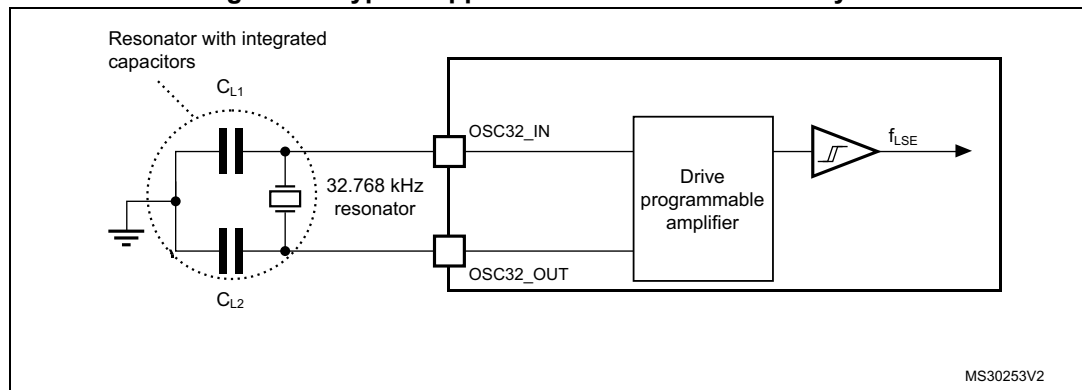 Resonator with integrated
capacitors
CL1
OSC32_IN
fLSE
32.768 kHz
resonator
Drive
programmable
amplifier
OSC32_OUT
CL2
MS30253V2